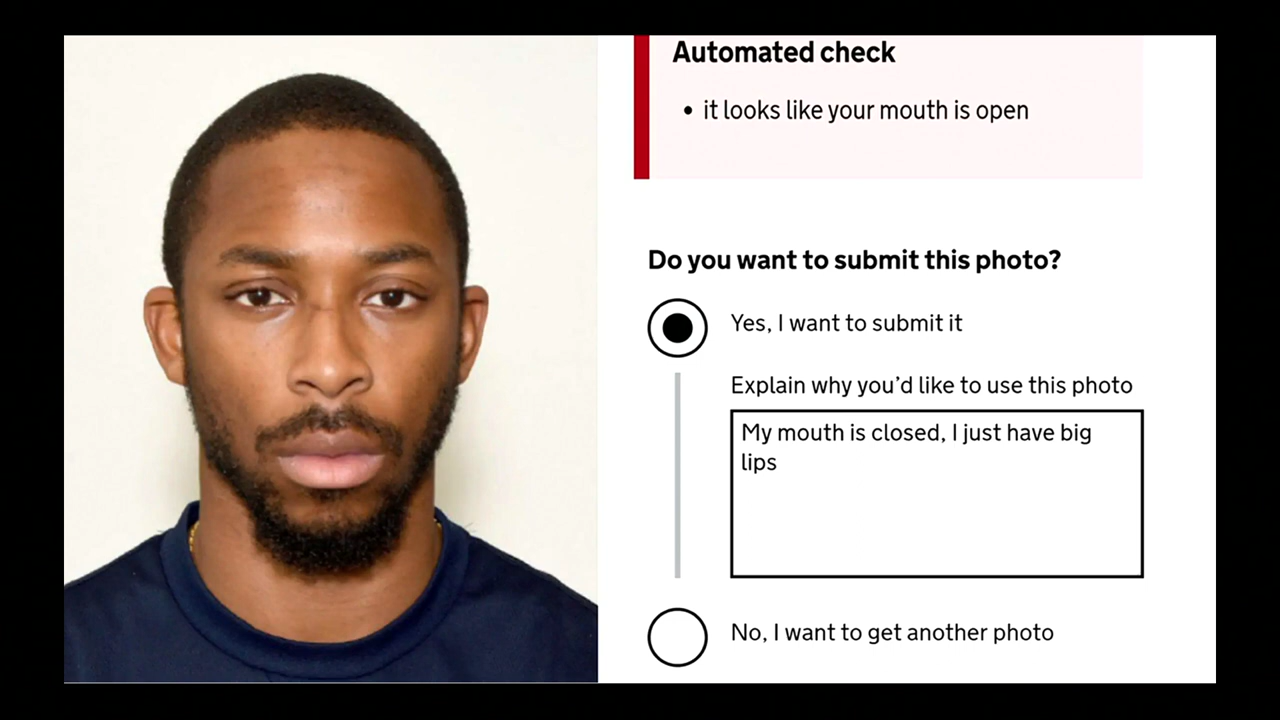 Automated check
• it looks like your mouth is open
Do you want to submit this photo?
Yes, I want to submit it
Explain why you’d like to use this photo
My mouth is closed, I just have big
lips
No, I want to get another photo